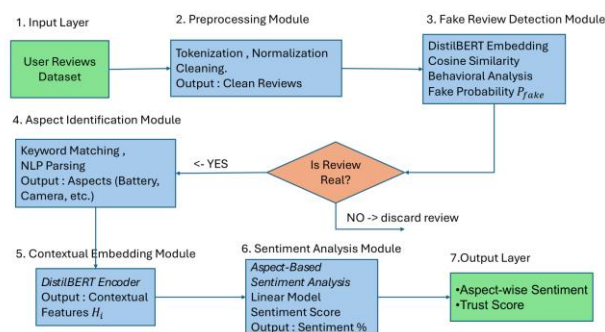 1. Input Layer
User Reviews
Dataset
2. Preprocessing Module
Tokenization , Normalization
Cleaning.
Output : Clean Reviews
3. Fake Review Detection Module
DistilBERT Embedding
Cosine Similarity
Behavioral Analysis
Fake Probability P_fake
4. Aspect Identification Module
Keyword Matching ,
NLP Parsing
Output : Aspects (Battery,
Camera, etc.)
<- YES
Is Review
Real?
NO -> discard review
5. Contextual Embedding Module
DistilBERT Encoder
Output : Contextual
Features H_i
6. Sentiment Analysis Module
Aspect-Based
Sentiment Analysis
Linear Model
Sentiment Score
Output : Sentiment %
7.Output Layer
•Aspect-wise Sentiment
•Trust Score